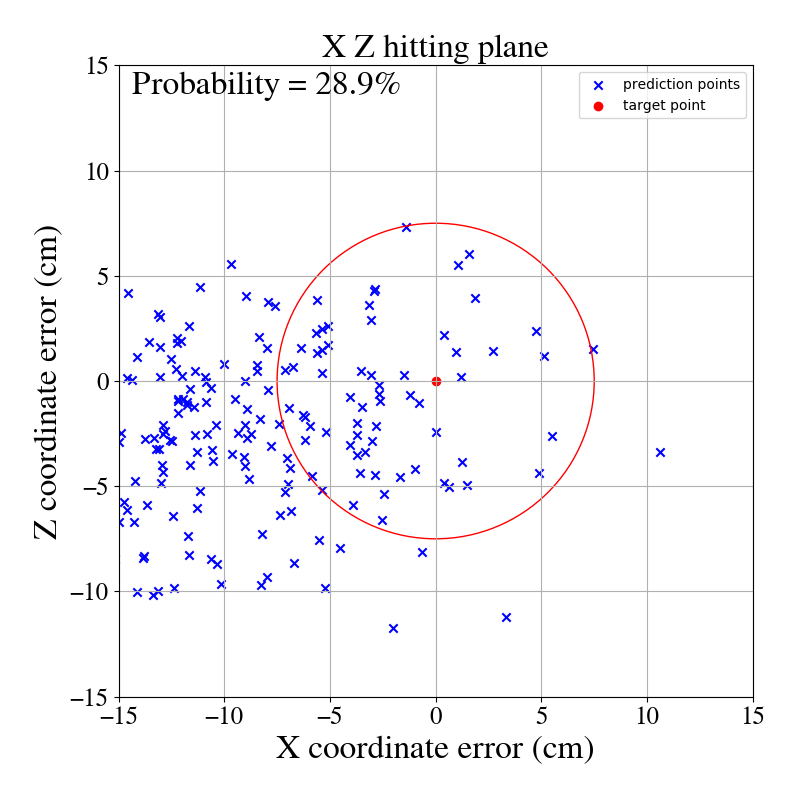 X Z hitting plane
Probability = 28.9%
prediction points
target point
15
10
5
0
−5
−10
−15
Z coordinate error (cm)
−15 −10 −5 0 5 10 15
X coordinate error (cm)